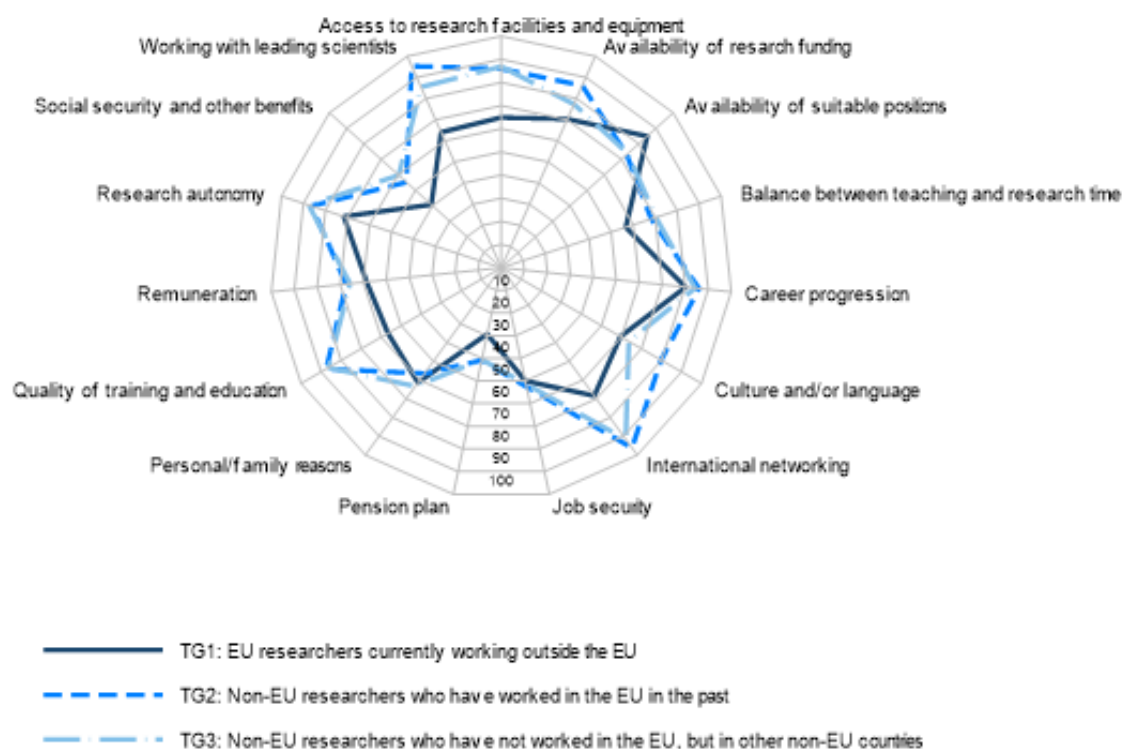 Access to research facilities and equipment
Working with leading scientists
Availability of resarch funding
Social security and other benefits
Availability of suitable positions
Research autonomy
Balance between teaching and research time
Remuneration
Career progression
Quality of training and education
Culture and/or language
Personal/family reasons
International networking
Pension plan
Job security
10
20
30
40
50
60
70
80
90
100
TG1: EU researchers currently working outside the EU
TG2: Non-EU researchers who have worked in the EU in the past
TG3: Non-EU researchers who have not worked in the EU, but in other non-EU countries